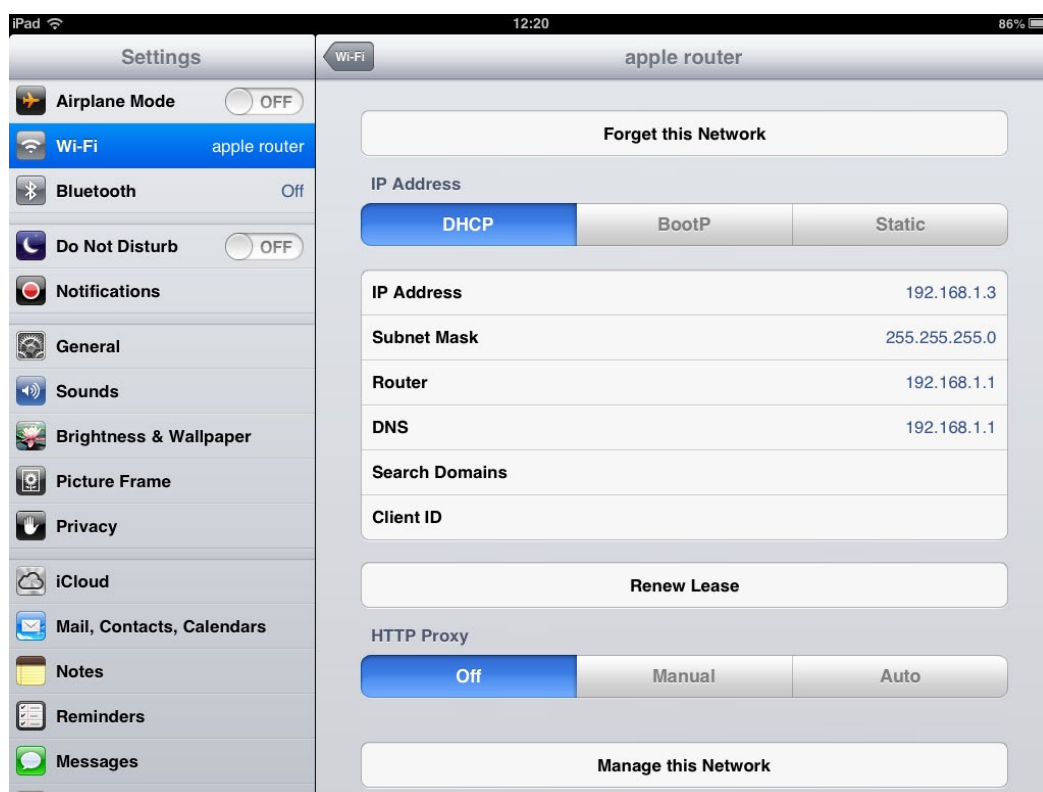 iPad 12:20 86%
Settings
Wi-Fi apple router
Airplane Mode OFF
Wi-Fi apple router
Bluetooth Off
Do Not Disturb OFF
Notifications
General
Sounds
Brightness & Wallpaper
Picture Frame
Privacy
iCloud
Mail, Contacts, Calendars
Notes
Reminders
Messages
Forget this Network
IP Address
DHCP BootP Static
IP Address 192.168.1.3
Subnet Mask 255.255.255.0
Router 192.168.1.1
DNS 192.168.1.1
Search Domains
Client ID
Renew Lease
HTTP Proxy
Off Manual Auto
Manage this Network